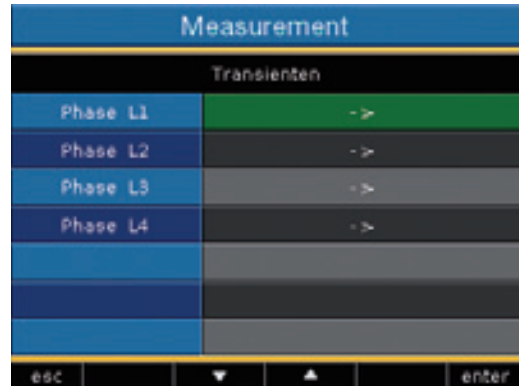 Measurement
Transienten
Phase L1 ->
Phase L2 ->
Phase L3 ->
Phase L4 ->
esc ▼ ▲ enter